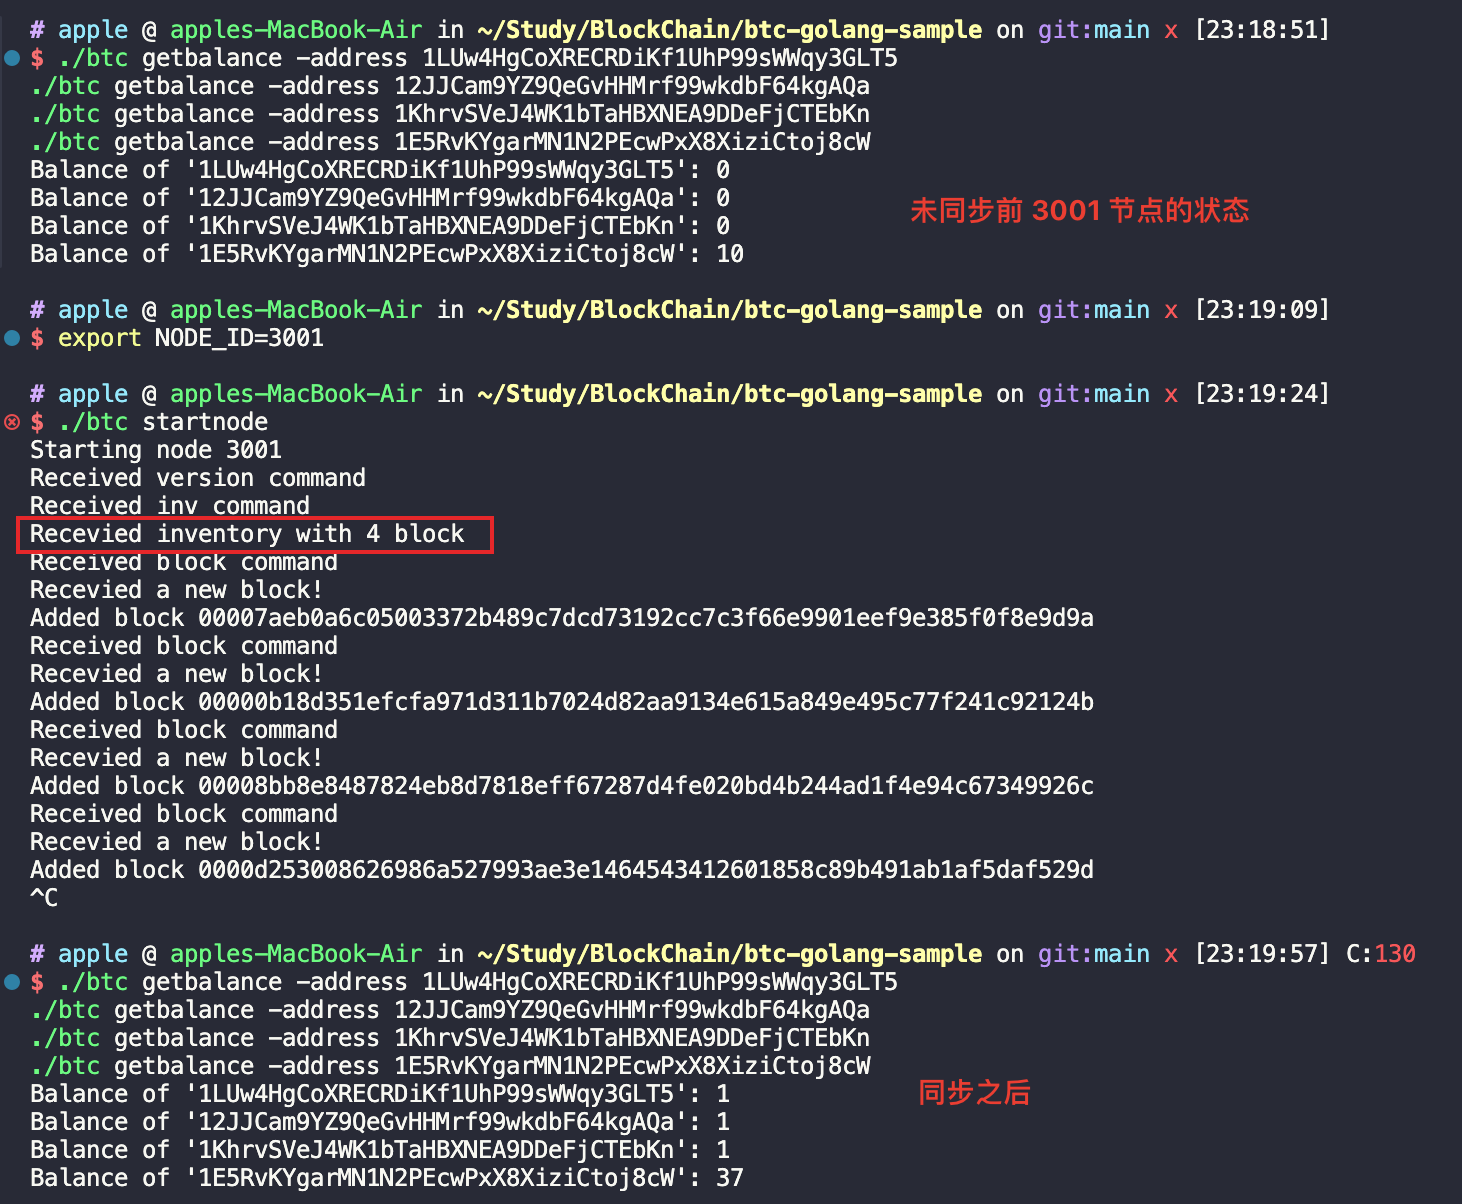 # apple @ apples-MacBook-Air in ~/Study/BlockChain/btc-golang-sample on git:main x [23:18:51]
$ ./btc getbalance -address 1LUw4HgCoXRECRDiKf1UhP99sWWqy3GLT5
./btc getbalance -address 12JJCam9YZ9QeGvHHMrf99wkdbF64kgAQa
./btc getbalance -address 1KhrvSVeJ4WK1bTaHBXNEA9DDeFjCTEbKn
./btc getbalance -address 1E5RvKYgarMN1N2PEcwPxX8XiziCtoj8cW
Balance of '1LUw4HgCoXRECRDiKf1UhP99sWWqy3GLT5': 0
Balance of '12JJCam9YZ9QeGvHHMrf99wkdbF64kgAQa': 0
未同步前 3001 节点的状态
Balance of '1KhrvSVeJ4WK1bTaHBXNEA9DDeFjCTEbKn': 0
Balance of '1E5RvKYgarMN1N2PEcwPxX8XiziCtoj8cW': 10
# apple @ apples-MacBook-Air in ~/Study/BlockChain/btc-golang-sample on git:main x [23:19:09]
$ export NODE_ID=3001
# apple @ apples-MacBook-Air in ~/Study/BlockChain/btc-golang-sample on git:main x [23:19:24]
$ ./btc startnode
Starting node 3001
Received version command
Received inv command
Recevied inventory with 4 block
Received block command
Recevied a new block!
Added block 00007aeb0a6c05003372b489c7dcd73192cc7c3f66e9901eef9e385f0f8e9d9a
Received block command
Recevied a new block!
Added block 00000b18d351efcfa971d311b7024d82aa9134e615a849e495c77f241c92124b
Received block command
Recevied a new block!
Added block 00008bb8e8487824eb8d7818eff67287d4fe020bd4b244ad1f4e94c67349926c
Received block command
Recevied a new block!
Added block 0000d253008626986a527993ae3e1464543412601858c89b491ab1af5daf529d
^C
# apple @ apples-MacBook-Air in ~/Study/BlockChain/btc-golang-sample on git:main x [23:19:57] C:130
$ ./btc getbalance -address 1LUw4HgCoXRECRDiKf1UhP99sWWqy3GLT5
./btc getbalance -address 12JJCam9YZ9QeGvHHMrf99wkdbF64kgAQa
./btc getbalance -address 1KhrvSVeJ4WK1bTaHBXNEA9DDeFjCTEbKn
./btc getbalance -address 1E5RvKYgarMN1N2PEcwPxX8XiziCtoj8cW
Balance of '1LUw4HgCoXRECRDiKf1UhP99sWWqy3GLT5': 1
同步之后
Balance of '12JJCam9YZ9QeGvHHMrf99wkdbF64kgAQa': 1
Balance of '1KhrvSVeJ4WK1bTaHBXNEA9DDeFjCTEbKn': 1
Balance of '1E5RvKYgarMN1N2PEcwPxX8XiziCtoj8cW': 37